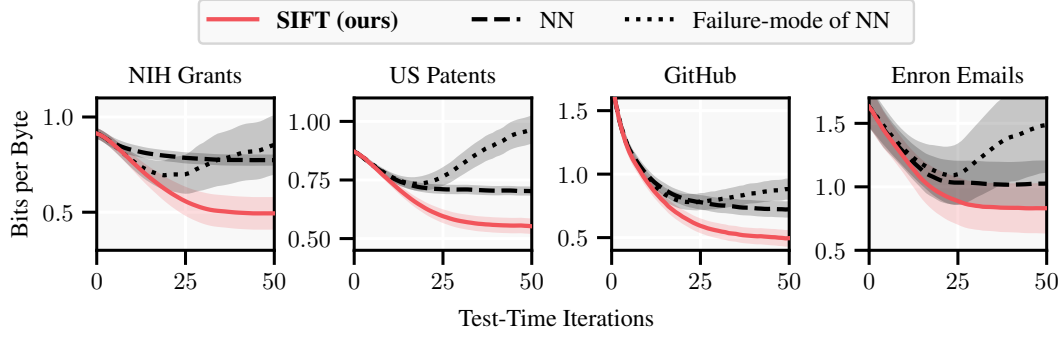 SIFT (ours) NN Failure-mode of NN
NIH Grants US Patents GitHub Enron Emails
Bits per Byte
1.0
0.5
0 25 50
1.00
0.75
0.50
0 25 50
1.5
1.0
0.5
0 25 50
1.5
1.0
0.5
0 25 50
Test-Time Iterations